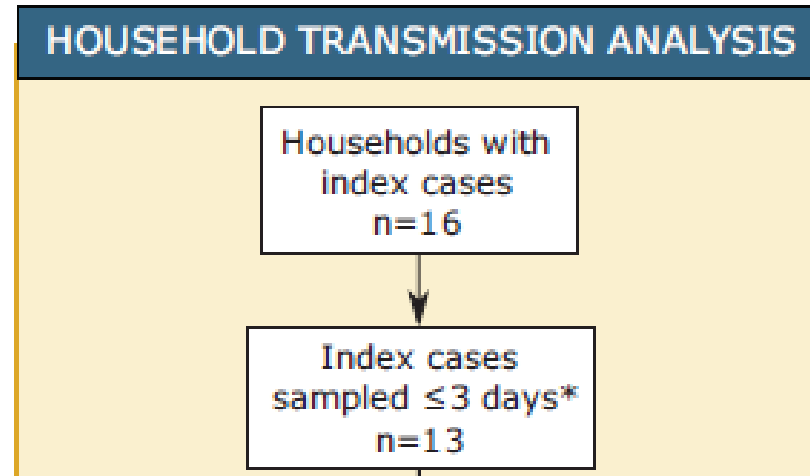 HOUSEHOLD TRANSMISSION ANALYSIS
Households with
index cases
n=16
Index cases
sampled ≤3 days*
n=13